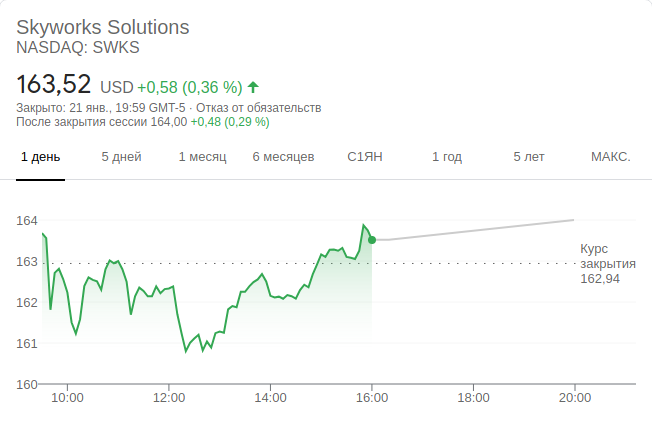 Skyworks Solutions
NASDAQ: SWKS
163,52 USD +0,58 (0,36 %)
Закрыто: 21 янв., 19:59 GMT-5 · Отказ от обязательств
После закрытия сессии 164,00 +0,48 (0,29 %)
1 день 5 дней 1 месяц 6 месяцев С1ЯН 1 год 5 лет МАКС.
164
163
162
161
160
Курс
закрытия
162,94
10:00 12:00 14:00 16:00 18:00 20:00